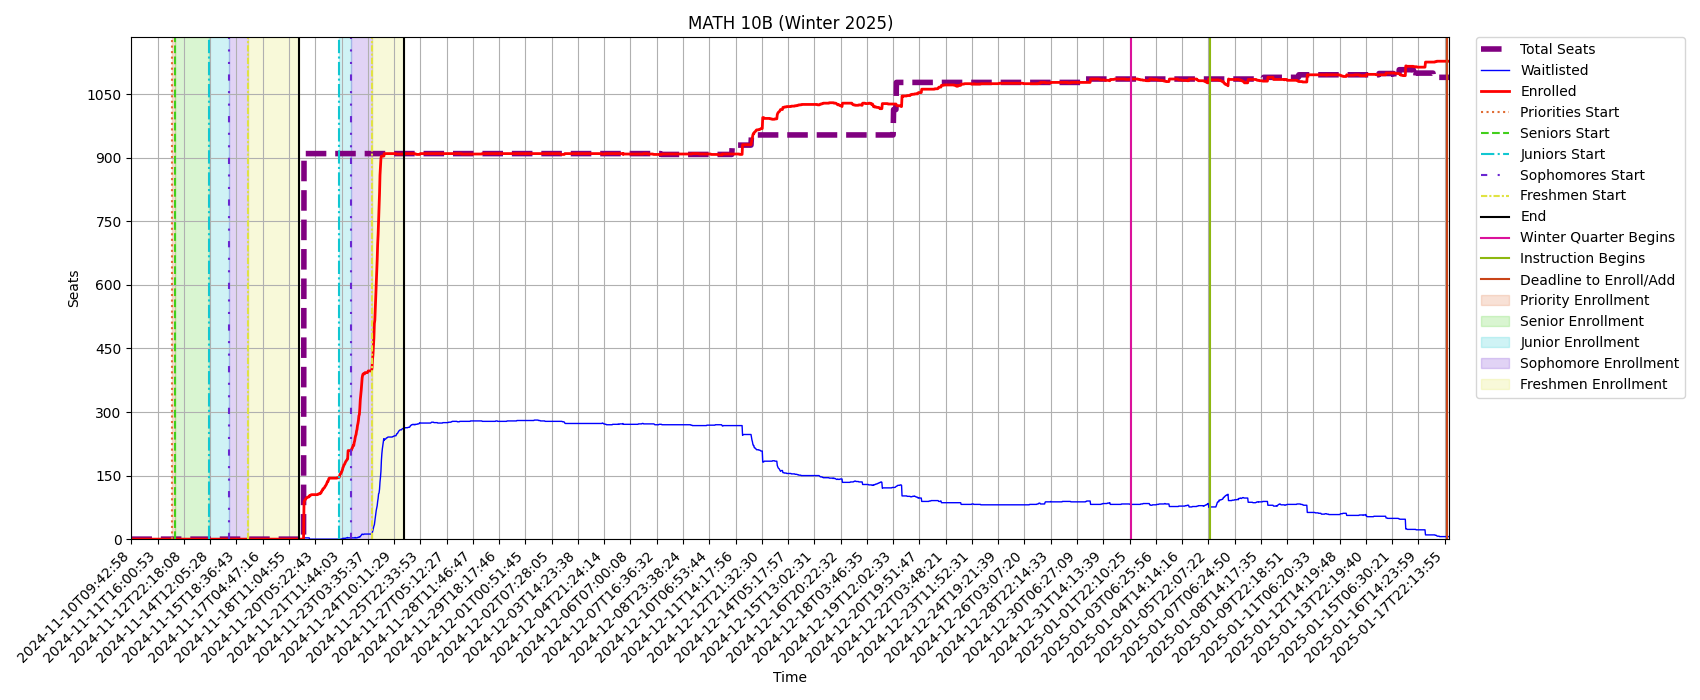 MATH 10B (Winter 2025)
Seats
1050
900
750
600
450
300
150
0
2024-11-10T09:42:58
2024-11-11T16:00:53
2024-11-12T22:18:08
2024-11-14T12:05:28
2024-11-15T18:36:43
2024-11-17T04:47:16
2024-11-18T11:04:55
2024-11-20T05:22:43
2024-11-21T11:44:03
2024-11-23T03:35:37
2024-11-24T10:11:29
2024-11-25T22:33:53
2024-11-27T05:12:27
2024-11-28T11:46:47
2024-11-29T18:17:46
2024-12-01T00:51:45
2024-12-02T07:28:05
2024-12-03T14:23:38
2024-12-04T21:24:14
2024-12-06T07:00:08
2024-12-07T16:36:32
2024-12-08T23:38:24
2024-12-10T06:53:44
2024-12-11T14:17:56
2024-12-12T21:32:30
2024-12-14T05:17:57
2024-12-15T13:02:31
2024-12-16T20:22:32
2024-12-18T03:46:35
2024-12-19T12:02:33
2024-12-20T19:51:47
2024-12-22T03:48:21
2024-12-23T11:52:31
2024-12-24T19:21:39
2024-12-26T03:07:20
2024-12-28T22:14:33
2024-12-30T06:27:09
2024-12-31T14:13:39
2025-01-01T22:10:25
2025-01-03T06:25:56
2025-01-04T14:14:16
2025-01-05T22:07:22
2025-01-07T06:24:50
2025-01-08T14:17:35
2025-01-09T22:18:51
2025-01-11T06:20:33
2025-01-12T14:19:48
2025-01-13T22:19:40
2025-01-15T06:30:21
2025-01-16T14:23:59
2025-01-17T22:13:55
Time
Total Seats
Waitlisted
Enrolled
Priorities Start
Seniors Start
Juniors Start
Sophomores Start
Freshmen Start
End
Winter Quarter Begins
Instruction Begins
Deadline to Enroll/Add
Priority Enrollment
Senior Enrollment
Junior Enrollment
Sophomore Enrollment
Freshmen Enrollment